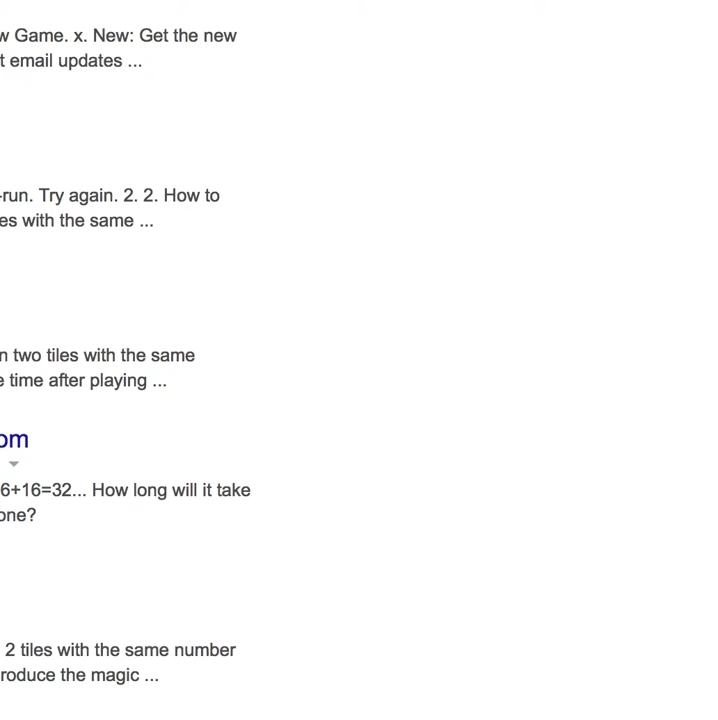 w Game. x. New: Get the new
t email updates ...
-run. Try again. 2. 2. How to
es with the same ...
n two tiles with the same
e time after playing ...
om
6+16=32... How long will it take
one?
2 tiles with the same number
roduce the magic ...